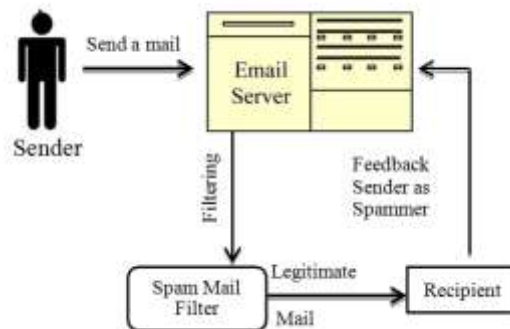 Send a mail
Email
Server
Sender
Filtering
Feedback
Sender as
Spammer
Spam Mail
Filter
Legitimate
Mail
Recipient